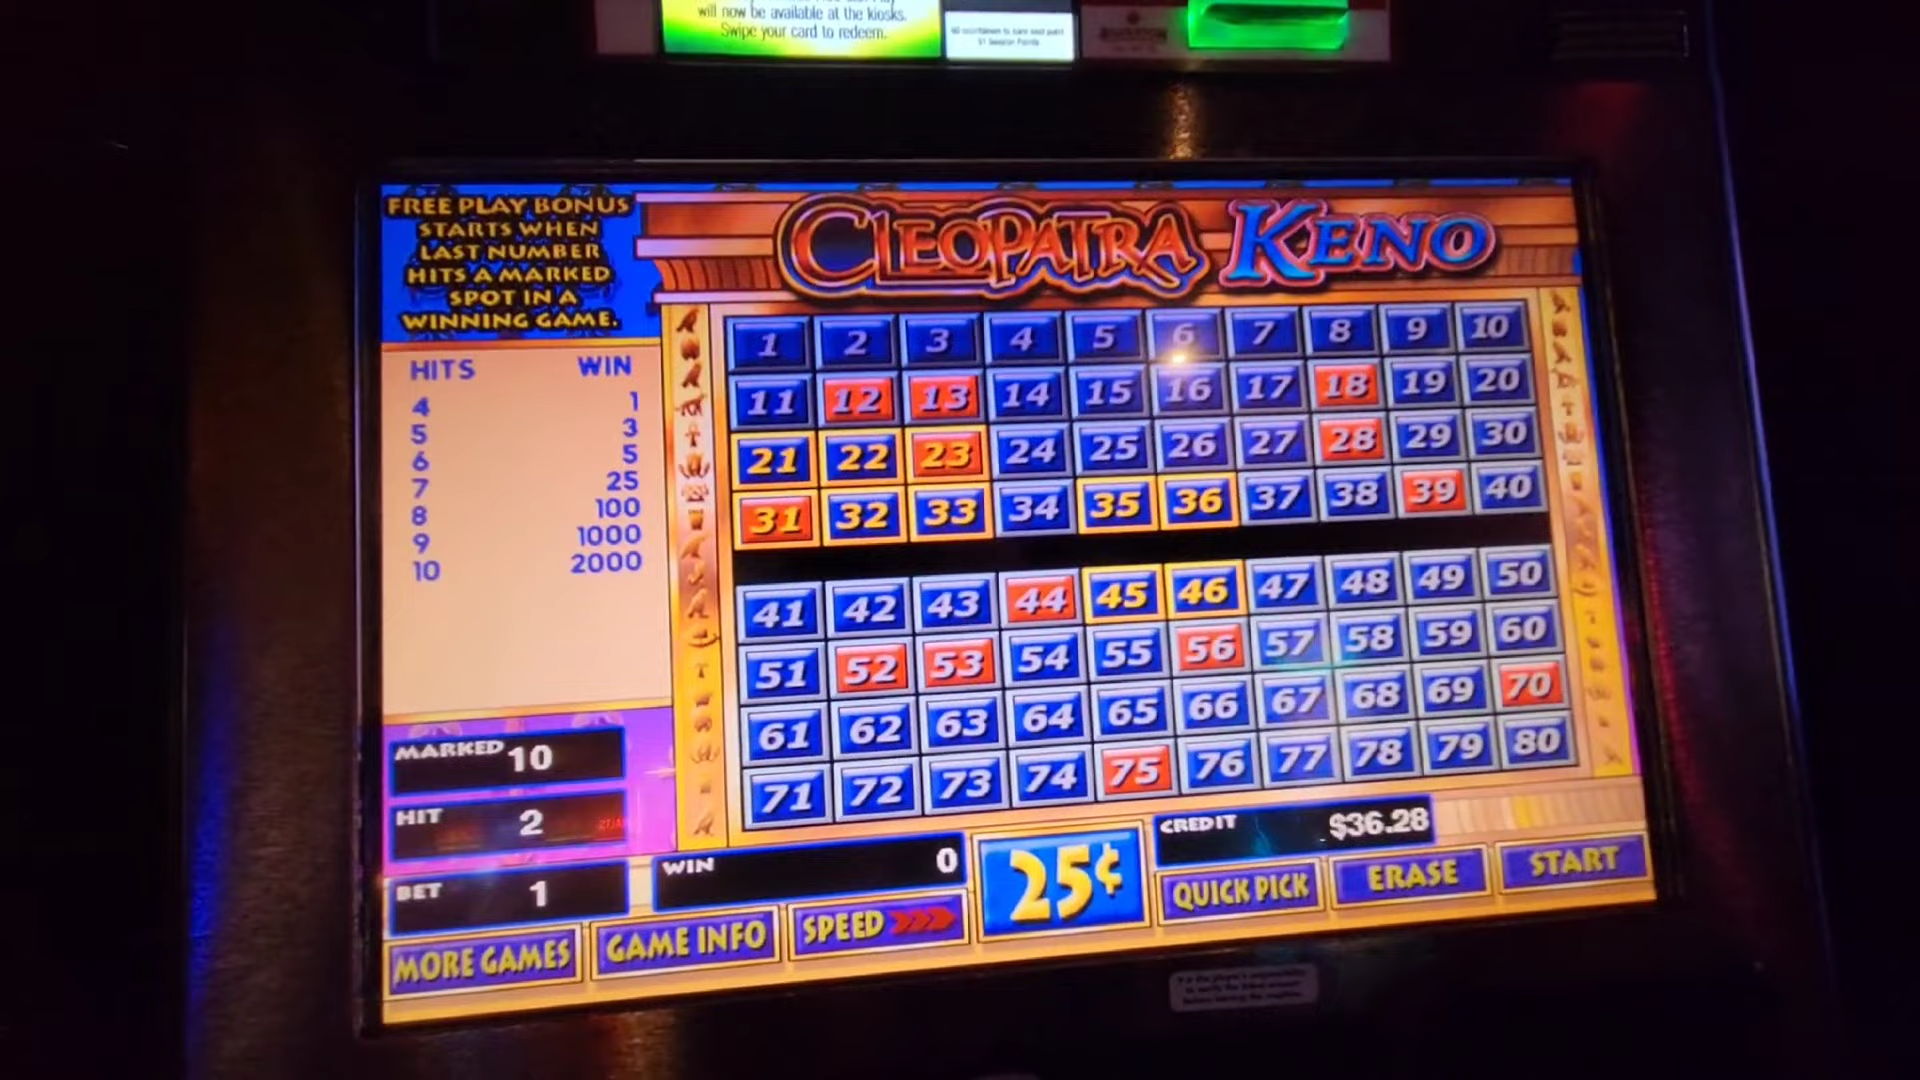 will now be available at the kiosks.
Swipe your card to redeem.
FREE PLAY BONUS
STARTS WHEN
LAST NUMBER
HITS A MARKED
SPOT IN A
WINNING GAME.
CLEOPATRA KENO
HITS WIN
4 1
5 3
6 5
7 25
8 100
9 1000
10 2000
1 2 3 4 5 6 7 8 9 10
11 12 13 14 15 16 17 18 19 20
21 22 23 24 25 26 27 28 29 30
31 32 33 34 35 36 37 38 39 40
41 42 43 44 45 46 47 48 49 50
51 52 53 54 55 56 57 58 59 60
61 62 63 64 65 66 67 68 69 70
71 72 73 74 75 76 77 78 79 80
MARKED 10
HIT 2
BET 1
WIN 0
25¢
CREDIT $36.28
MORE GAMES
GAME INFO
SPEED
QUICK PICK
ERASE
START